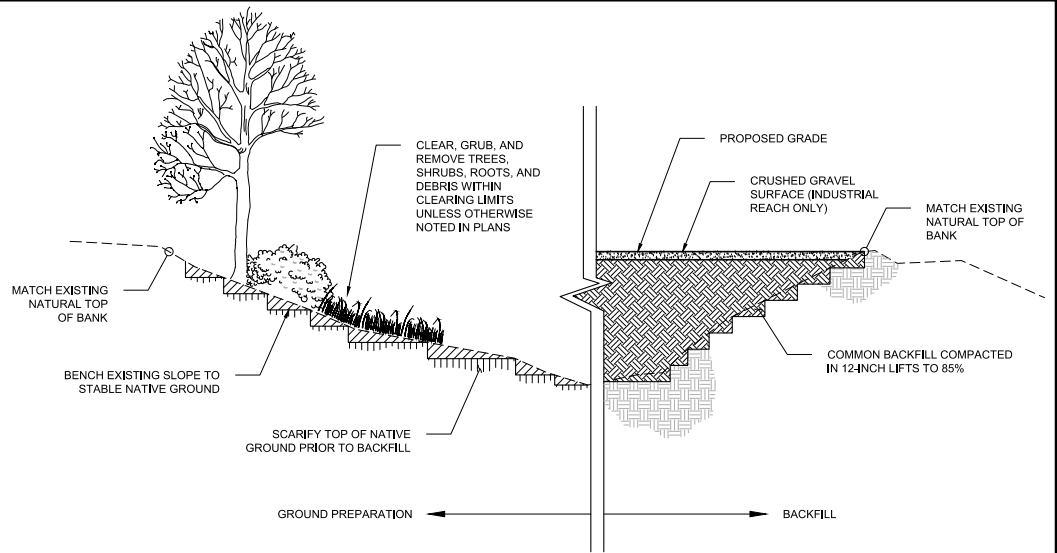 CLEAR, GRUB, AND
REMOVE TREES,
SHRUBS, ROOTS, AND
DEBRIS WITHIN
CLEARING LIMITS
UNLESS OTHERWISE
NOTED IN PLANS
MATCH EXISTING
NATURAL TOP
OF BANK
BENCH EXISTING SLOPE TO
STABLE NATIVE GROUND
SCARIFY TOP OF NATIVE
GROUND PRIOR TO BACKFILL
GROUND PREPARATION
PROPOSED GRADE
CRUSHED GRAVEL
SURFACE (INDUSTRIAL
REACH ONLY)
MATCH EXISTING
NATURAL TOP OF
BANK
COMMON BACKFILL COMPACTED
IN 12-INCH LIFTS TO 85%
BACKFILL